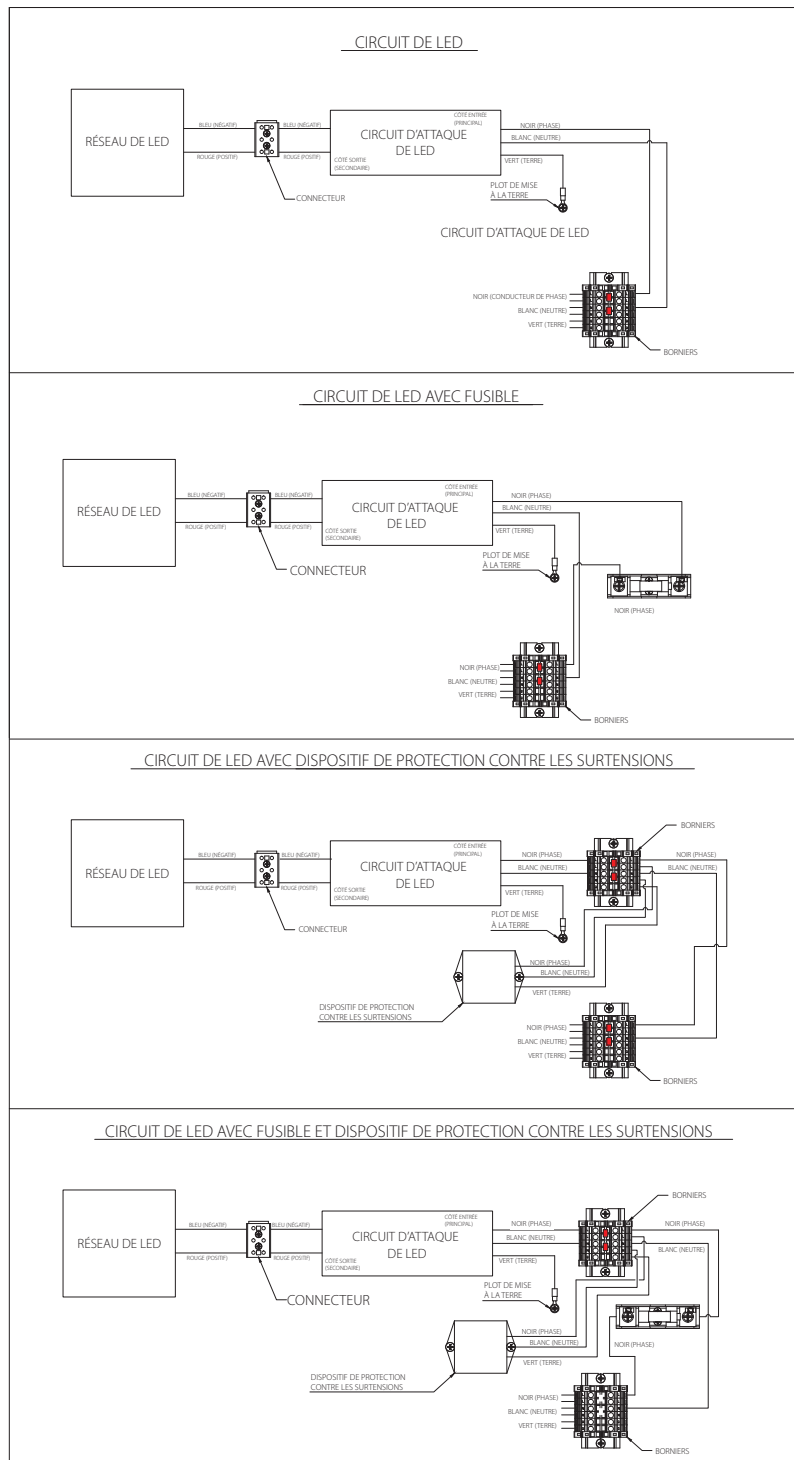 CIRCUIT DE LED
RÉSEAU DE LED
BLEU (NÉGATIF)
BLEU (NÉGATIF)
ROUGE (POSITIF)
ROUGE (POSITIF)
CONNECTEUR
CÔTÉ ENTRÉE
(PRINCIPAL)
CIRCUIT D'ATTAQUE
DE LED
CÔTÉ SORTIE
(SECONDAIRE)
NOIR (PHASE)
BLANC (NEUTRE)
VERT (TERRE)
PLOT DE MISE
À LA TERRE
CIRCUIT D'ATTAQUE DE LED
NOIR (CONDUCTEUR DE PHASE)
BLANC (NEUTRE)
VERT (TERRE)
BORNIERS
CIRCUIT DE LED AVEC FUSIBLE
RÉSEAU DE LED
BLEU (NÉGATIF)
BLEU (NÉGATIF)
ROUGE (POSITIF)
ROUGE (POSITIF)
CONNECTEUR
CÔTÉ ENTRÉE
(PRINCIPAL)
CIRCUIT D'ATTAQUE
DE LED
CÔTÉ SORTIE
(SECONDAIRE)
NOIR (PHASE)
BLANC (NEUTRE)
VERT (TERRE)
PLOT DE MISE
À LA TERRE
NOIR (PHASE)
NOIR (PHASE)
BLANC (NEUTRE)
VERT (TERRE)
BORNIERS
CIRCUIT DE LED AVEC DISPOSITIF DE PROTECTION CONTRE LES SURTENSIONS
RÉSEAU DE LED
BLEU (NÉGATIF)
BLEU (NÉGATIF)
ROUGE (POSITIF)
ROUGE (POSITIF)
CONNECTEUR
CÔTÉ ENTRÉE
(PRINCIPAL)
CIRCUIT D'ATTAQUE
DE LED
CÔTÉ SORTIE
(SECONDAIRE)
NOIR (PHASE)
BLANC (NEUTRE)
VERT (TERRE)
BORNIERS
NOIR (PHASE)
BLANC (NEUTRE)
PLOT DE MISE
À LA TERRE
NOIR (PHASE)
BLANC (NEUTRE)
VERT (TERRE)
DISPOSITIF DE PROTECTION
CONTRE LES SURTENSIONS
NOIR (PHASE)
BLANC (NEUTRE)
VERT (TERRE)
BORNIERS
CIRCUIT DE LED AVEC FUSIBLE ET DISPOSITIF DE PROTECTION CONTRE LES SURTENSIONS
RÉSEAU DE LED
BLEU (NÉGATIF)
BLEU (NÉGATIF)
ROUGE (POSITIF)
ROUGE (POSITIF)
CONNECTEUR
CÔTÉ ENTRÉE
(PRINCIPAL)
CIRCUIT D'ATTAQUE
DE LED
CÔTÉ SORTIE
(SECONDAIRE)
NOIR (PHASE)
BLANC (NEUTRE)
VERT (TERRE)
BORNIERS
NOIR (PHASE)
BLANC (NEUTRE)
PLOT DE MISE
À LA TERRE
NOIR (PHASE)
BLANC (NEUTRE)
VERT (TERRE)
NOIR (PHASE)
DISPOSITIF DE PROTECTION
CONTRE LES SURTENSIONS
NOIR (PHASE)
BLANC (NEUTRE)
VERT (TERRE)
BORNIERS